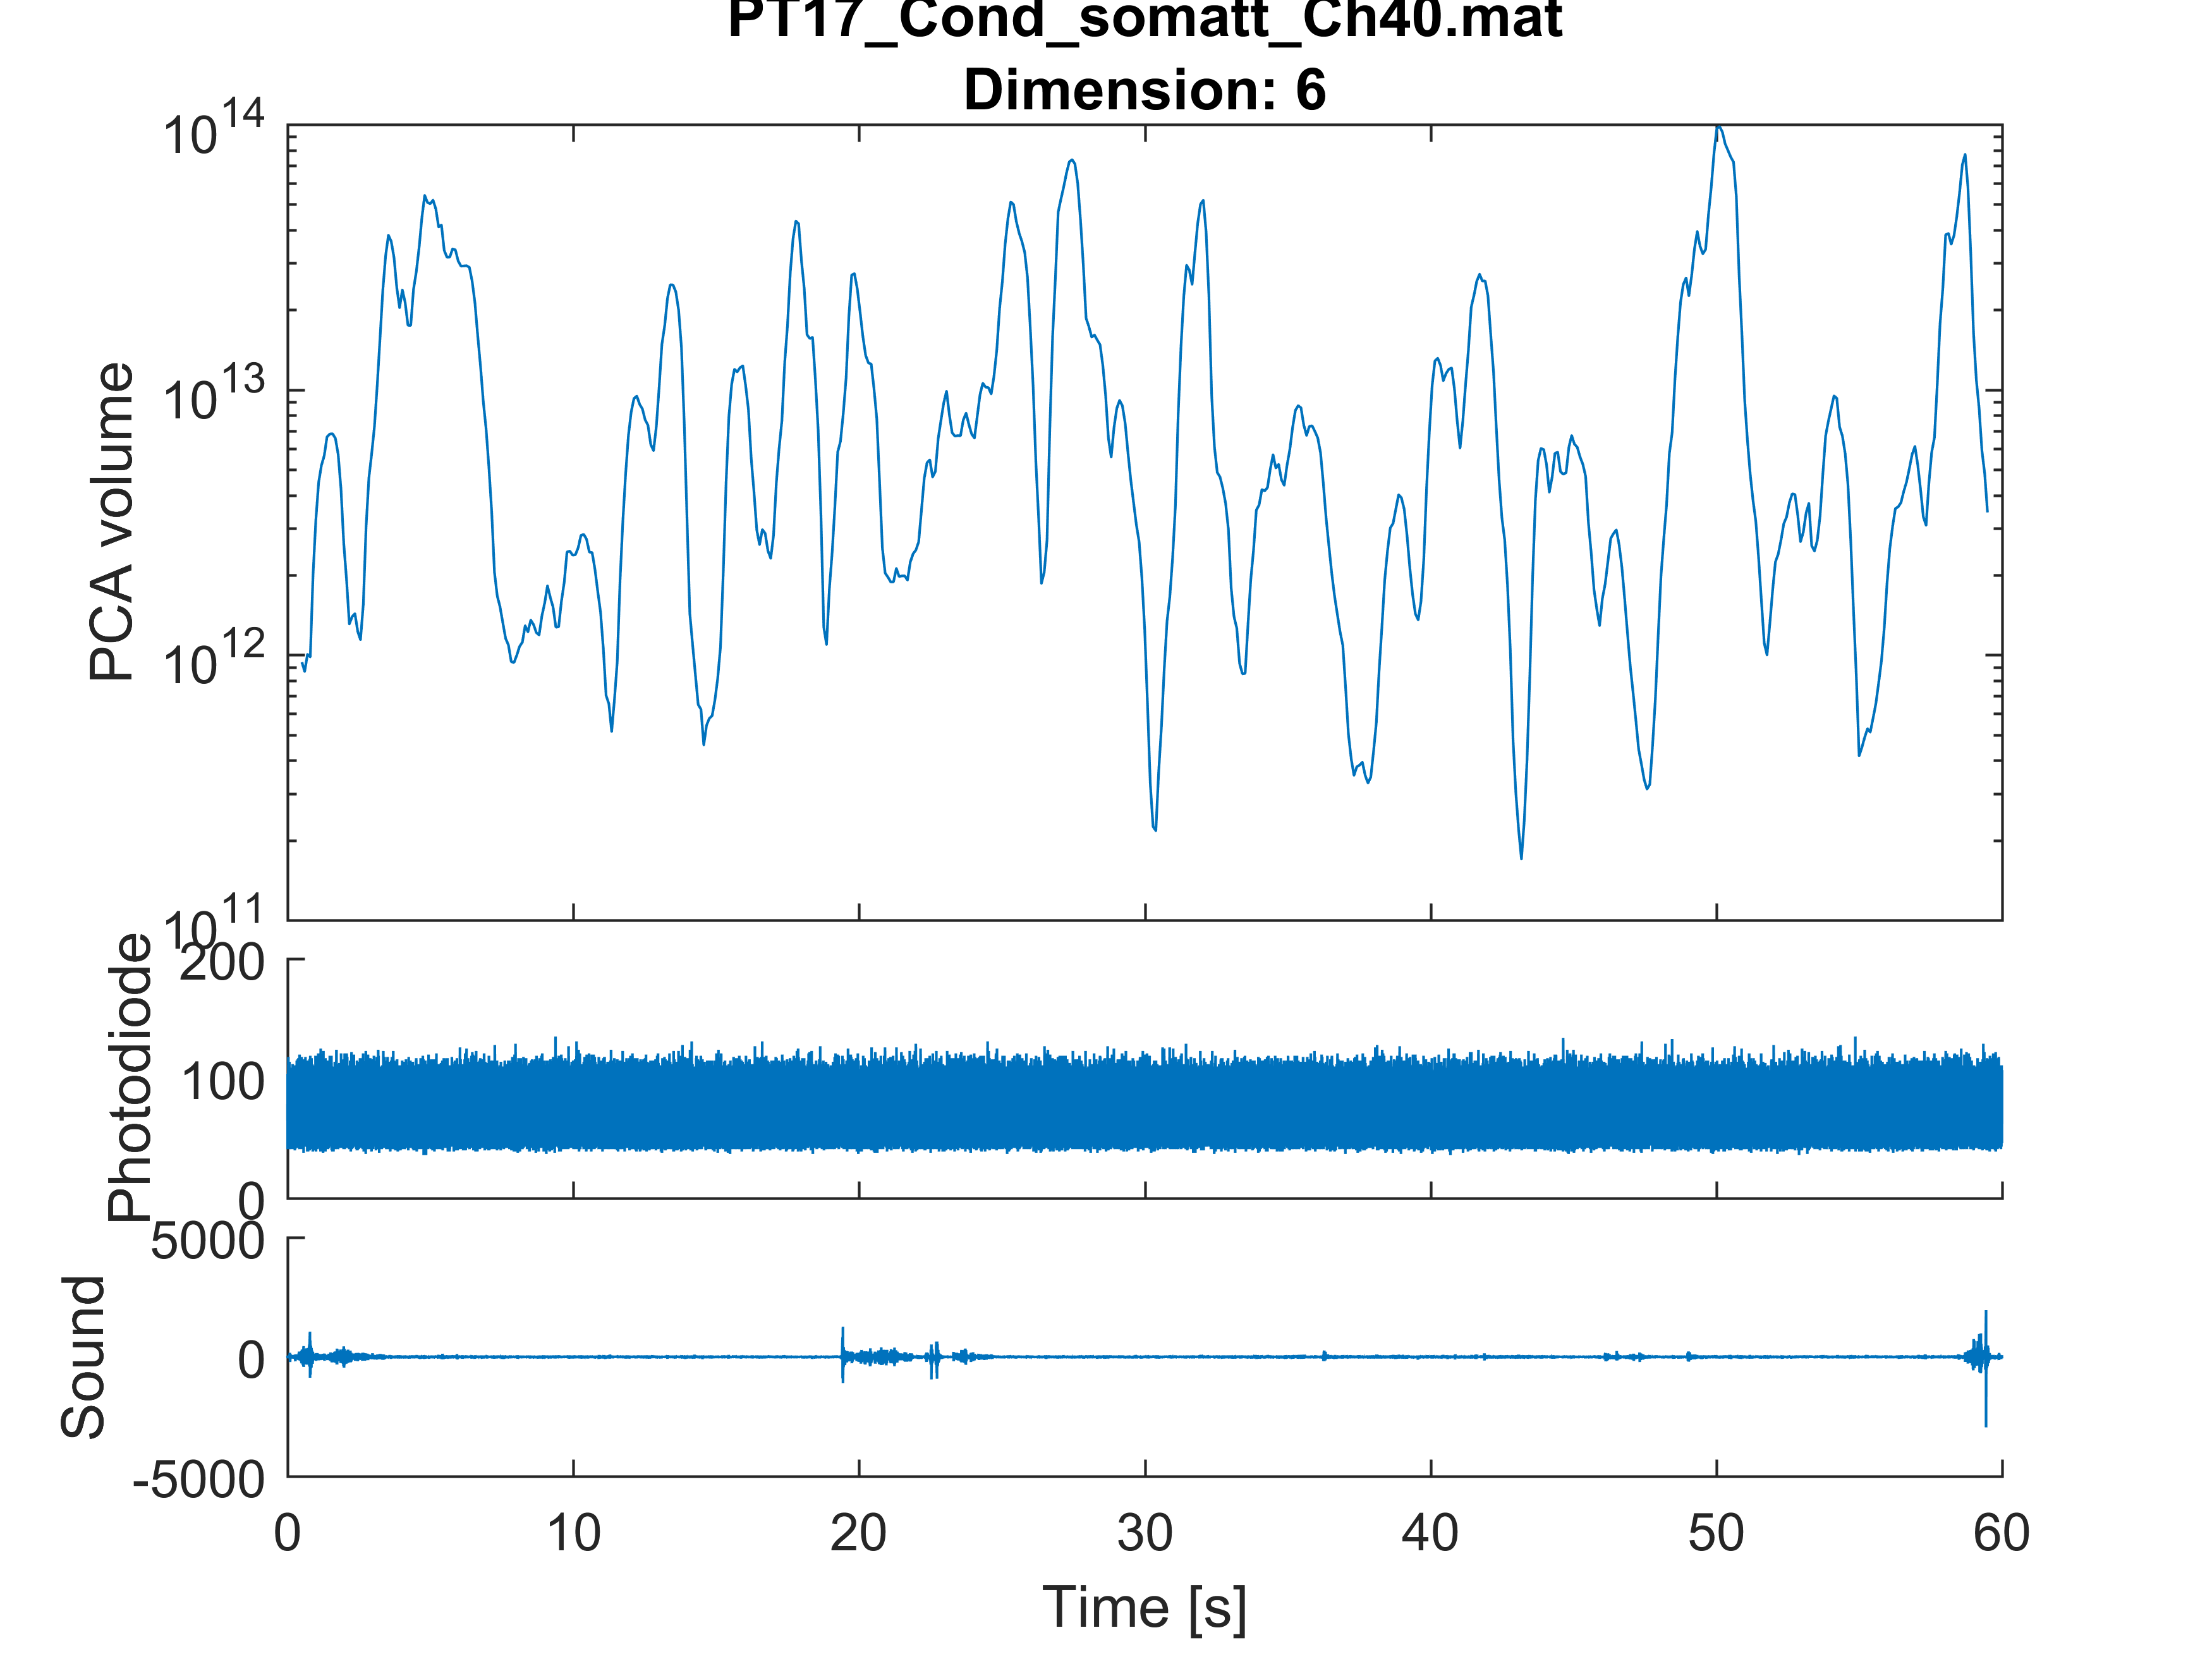 PT17_Cond_somatt_Ch40.mat
Dimension: 6
10^14
10^13
10^12
10^11
PCA volume
200
100
0
Photodiode
5000
0
-5000
Sound
0 10 20 30 40 50 60
Time [s]